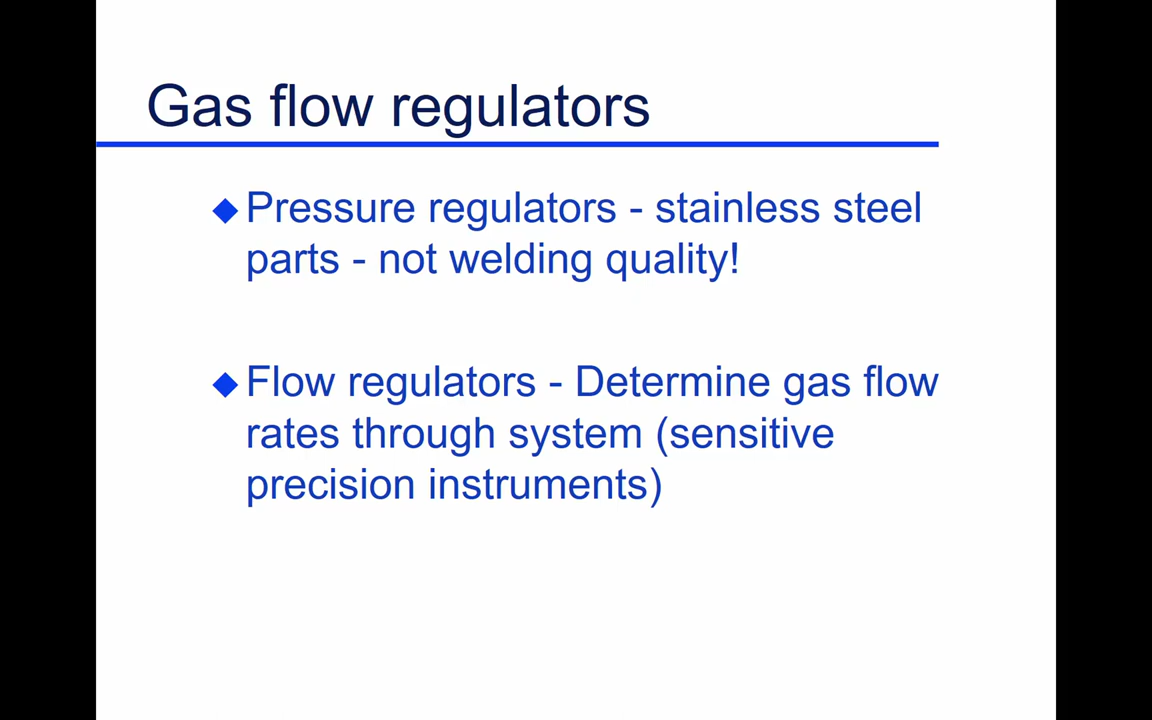 Gas flow regulators
Pressure regulators - stainless steel
parts - not welding quality!
Flow regulators - Determine gas flow
rates through system (sensitive
precision instruments)